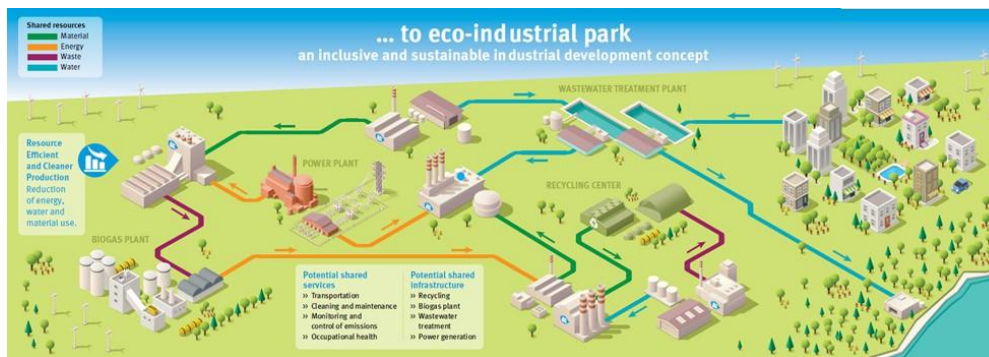 Shared resources
Material
Energy
Waste
Water
... to eco-industrial park
an inclusive and sustainable industrial development concept
WASTEWATER TREATMENT PLANT
Resource
Efficient
and Cleaner
Production
Reduction
of energy,
water and
material use.
POWER PLANT
RECYCLING CENTER
BIOGAS PLANT
Potential shared
services
» Transportation
» Cleaning and maintenance
» Monitoring and
control of emissions
» Occupational health
Potential shared
infrastructure
» Recycling
» Biogas plant
» Wastewater
treatment
» Power generation